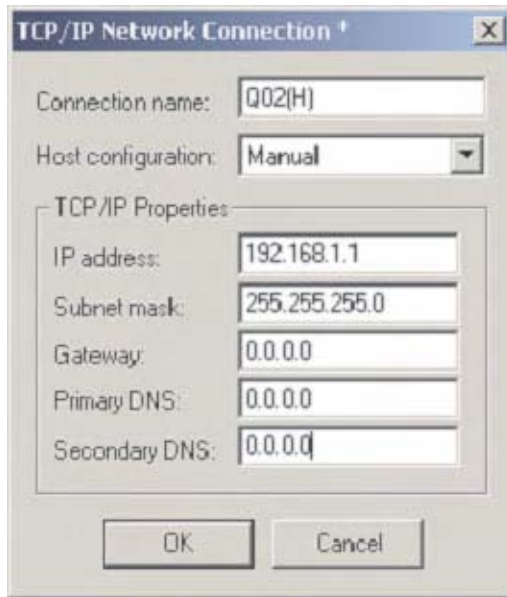 TCP/IP Network Connection *
Connection name: Q02(H)
Host configuration: Manual
TCP/IP Properties
IP address: 192.168.1.1
Subnet mask: 255.255.255.0
Gateway: 0.0.0.0
Primary DNS: 0.0.0.0
Secondary DNS: 0.0.0.0
OK Cancel